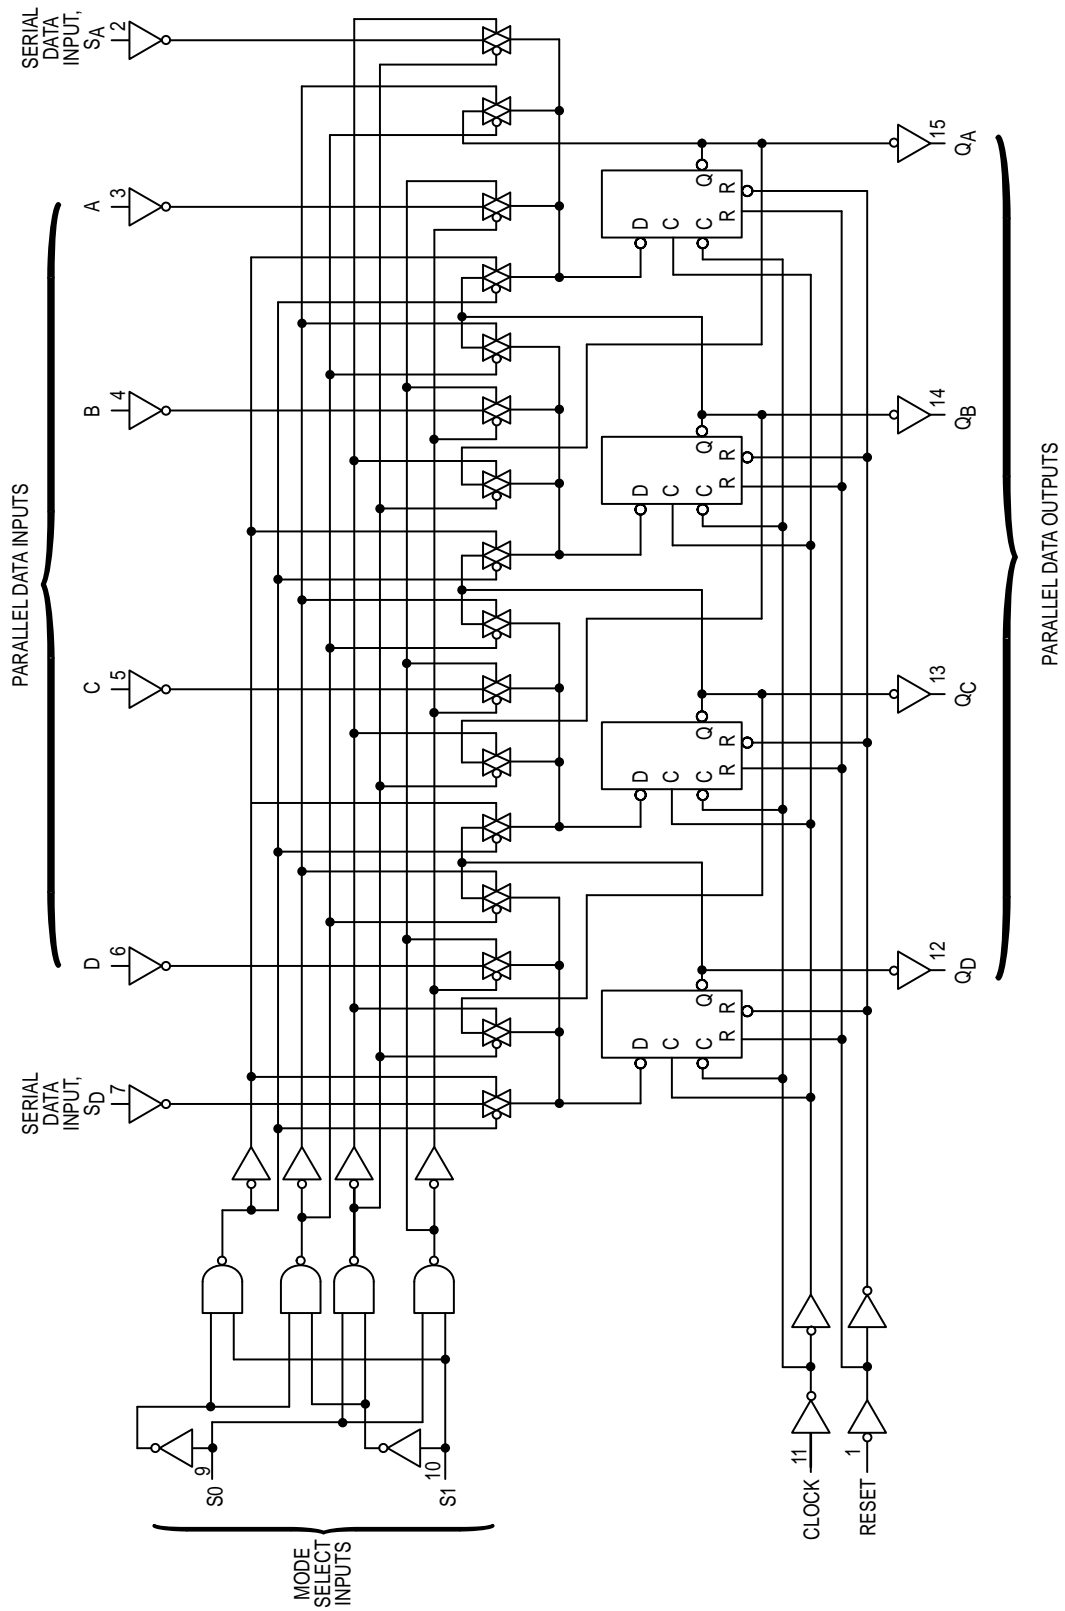 SERIAL
DATA
INPUT,
SA
2
A
3
B
4
C
5
D
6
SERIAL
DATA
INPUT,
SD
7
PARALLEL DATA INPUTS
D
C
C
Q
R
R
D
C
C
Q
R
R
D
C
C
Q
R
R
D
C
C
Q
R
R
15
QA
14
QB
13
QC
12
QD
PARALLEL DATA OUTPUTS
MODE
SELECT
INPUTS
S0
9
S1
10
CLOCK
11
RESET
1